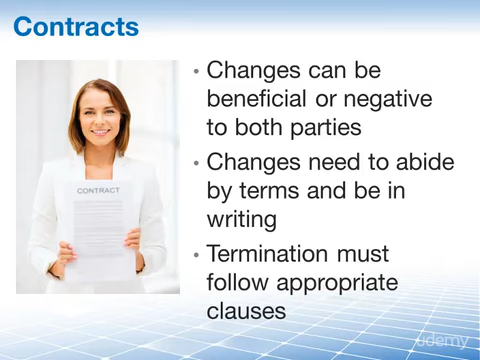 Contracts
• Changes can be
beneficial or negative
to both parties
• Changes need to abide
by terms and be in
writing
• Termination must
follow appropriate
clauses
CONTRACT
udemy